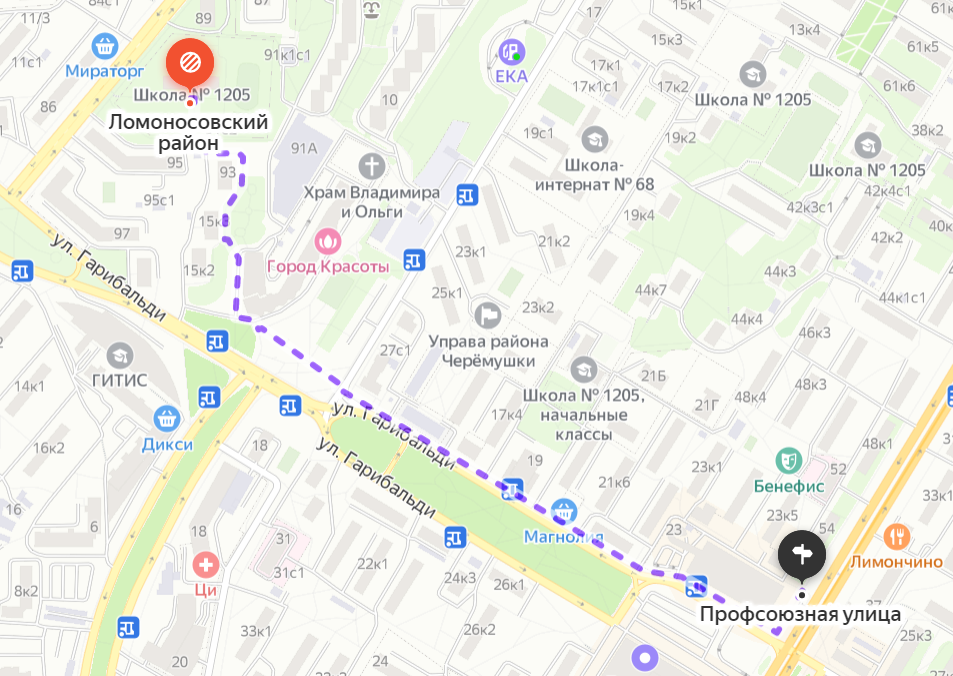 11/3
89
87
91к1с1
17
15к1
13к4
61к
61к5
11с1
Мираторг
86
Школа № 1205
Ломоносовский
район
10
ЕКА
15к3
17к1
17к1с1
Школа № 1205
19с1
19к2
38к2
95
93
91А
Храм Владимира
и Ольги
Школа-
интернат № 68
Школа № 1205
42к4с1
95с1
97
15к
15к2
19к4
42к3с1
40к
42к2
ул. Гарибальди
Город Красоты
23к1
21к2
44к3
25к1
23к2
44к7
44к1с1
44к4
46к3
Управа района
Черёмушки
27с1
ГИТИС
14к1
Школа № 1205,
начальные
классы
21Б
21Г
48к4
48к3
ул. Гарибальди
17к4
Дикси
16к2
18
ул. Гарибальди
19
21к6
23к1
48к1
52
Бенефис
33к1
16
6
18
31
Магнолия
23
23к5
54
Лимончино
Ци
31с1
22к1
24к3
26к1
8к2
Профсоюзная улица
37
25к3
33к1
26к2
20
24